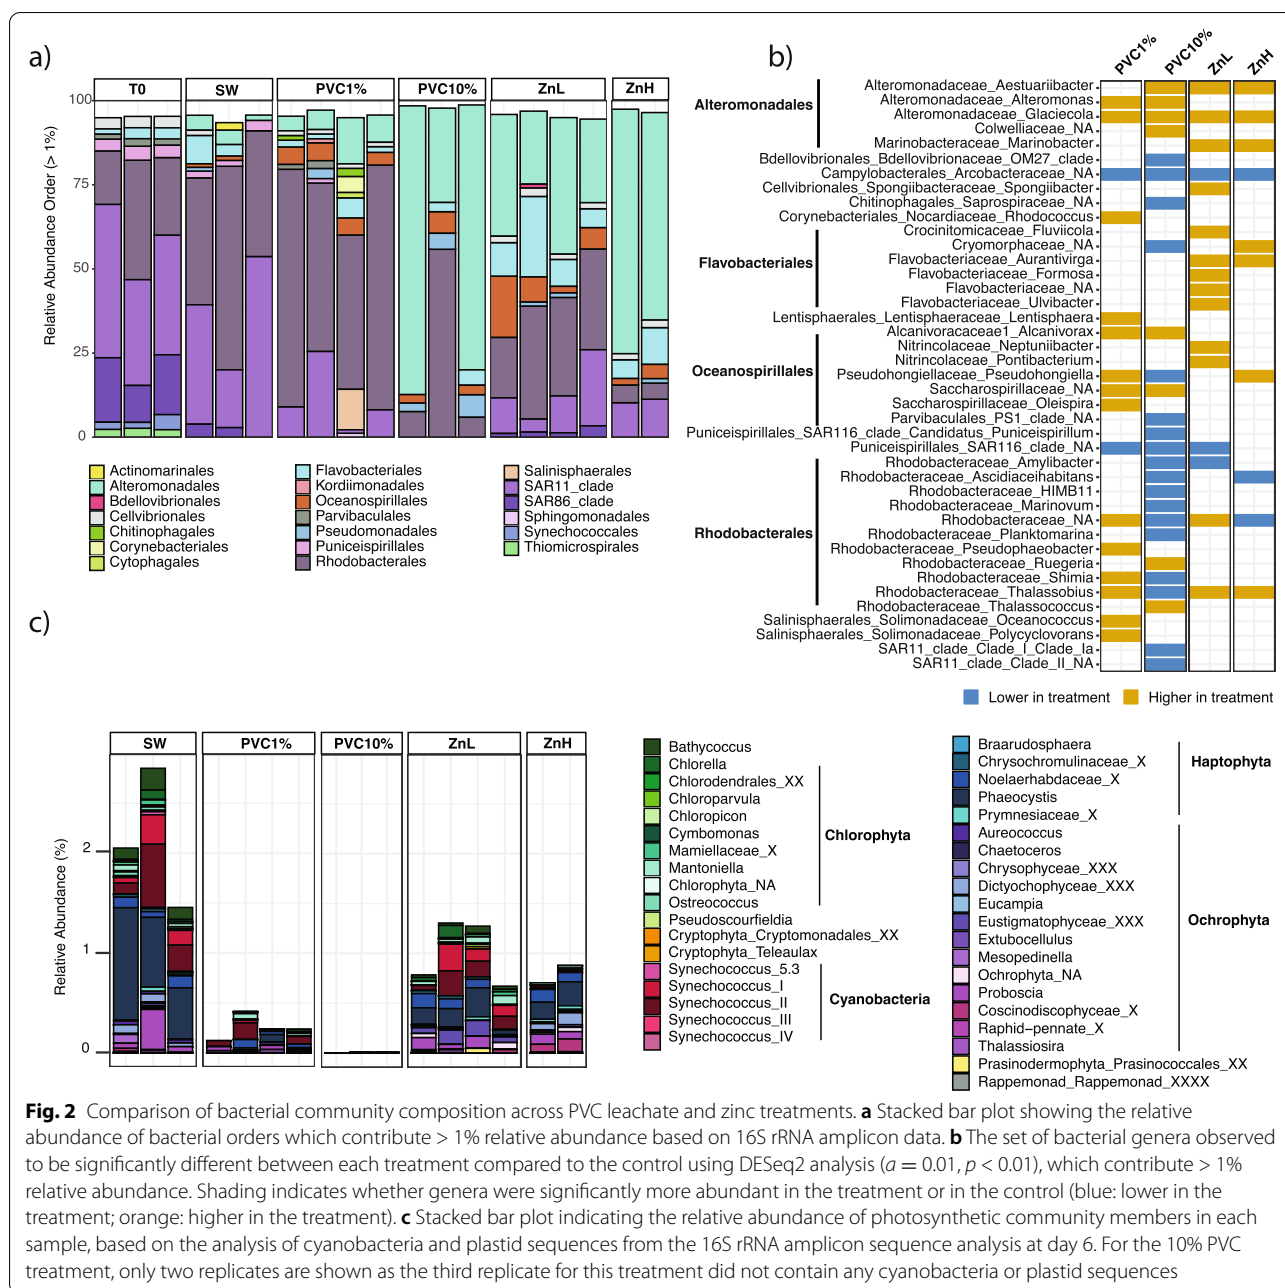 a)
T0
SW
PVC1%
PVC10%
ZnL
ZnH
Relative Abundance Order (> 1%)
100
75
50
25
0
Actinomarinales
Alteromonadales
Bdellovibrionales
Cellvibrionales
Chitinophagales
Corynebacteriales
Cytophagales
Flavobacteriales
Kordiimonadales
Oceanospirillales
Parvibaculales
Pseudomonadales
Puniceispirillales
Rhodobacterales
Salinisphaerales
SAR11_clade
SAR86_clade
Sphingomonadales
Synechococcales
Thiomicrospirales
b)
PVC1%
PVC10%
ZnL
ZnH
Alteromonadales
Flavobacteriales
Oceanospirillales
Rhodobacterales
Alteromonadaceae_Aestuariibacter
Alteromonadaceae_Alteromonas
Alteromonadaceae_Glaciecola
Colwelliaceae_NA
Marinobacteraceae_Marinobacter
Bdellovibrionales_Bdellovibrionaceae_OM27_clade
Campylobacterales_Arcobacteraceae_NA
Cellvibrionales_Spongiibacteraceae_Spongiibacter
Chitinophagales_Saprospiraceae_NA
Corynebacteriales_Nocardiaceae_Rhodococcus
Crocinitomicaceae_Fluviicola
Cryomorphaceae_NA
Flavobacteriaceae_Aurantivirga
Flavobacteriaceae_Formosa
Flavobacteriaceae_NA
Flavobacteriaceae_Ulvibacter
Lentisphaerales_Lentisphaeraceae_Lentisphaera
Alcanivoracaceae1_Alcanivorax
Nitrincolaceae_Neptuniibacter
Nitrincolaceae_Pontibacterium
Pseudohongiellaceae_Pseudohongiella
Saccharospirillaceae_NA
Saccharospirillaceae_Oleispira
Parvibaculales_PS1_clade_NA
Puniceispirillales_SAR116_clade_Candidatus_Puniceispirillum
Puniceispirillales_SAR116_clade_NA
Rhodobacteraceae_Amylibacter
Rhodobacteraceae_Ascidiaceihabitans
Rhodobacteraceae_HIMB11
Rhodobacteraceae_Marinovum
Rhodobacteraceae_NA
Rhodobacteraceae_Planktomarina
Rhodobacteraceae_Pseudophaeobacter
Rhodobacteraceae_Ruegeria
Rhodobacteraceae_Shimia
Rhodobacteraceae_Thalassobius
Rhodobacteraceae_Thalassococcus
Salinisphaerales_Solimonadaceae_Oceanococcus
Salinisphaerales_Solimonadaceae_Polycyclovorans
SAR11_clade_Clade_I_Clade_Ia
SAR11_clade_Clade_II_NA
Lower in treatment
Higher in treatment
c)
SW
PVC1%
PVC10%
ZnL
ZnH
Relative Abundance (%)
2
1
0
Bathycoccus
Chlorella
Chlorodendrales_XX
Chloroparvula
Chloropicon
Cymbomonas
Mamiellaceae_X
Mantoniella
Chlorophyta_NA
Ostreococcus
Pseudoscourfieldia
Cryptophyta_Cryptomonadales_XX
Cryptophyta_Teleaulax
Synechococcus_5.3
Synechococcus_I
Synechococcus_II
Synechococcus_III
Synechococcus_IV
Chlorophyta
Cyanobacteria
Braarudosphaera
Chrysochromulinaceae_X
Noelaerhabdaceae_X
Phaeocystis
Prymnesiaceae_X
Aureococcus
Chaetoceros
Chrysophyceae_XXX
Dictyochophyceae_XXX
Eucampia
Eustigmatophyceae_XXX
Extubocellulus
Mesopedinella
Ochrophyta_NA
Proboscia
Coscinodiscophyceae_X
Raphid−pennate_X
Thalassiosira
Prasinodermophyta_Prasinococcales_XX
Rappemonad_Rappemonad_XXXX
Haptophyta
Ochrophyta
Fig. 2 Comparison of bacterial community composition across PVC leachate and zinc treatments. a Stacked bar plot showing the relative
abundance of bacterial orders which contribute > 1% relative abundance based on 16S rRNA amplicon data. b The set of bacterial genera observed
to be significantly different between each treatment compared to the control using DESeq2 analysis (a = 0.01, p < 0.01), which contribute > 1%
relative abundance. Shading indicates whether genera were significantly more abundant in the treatment or in the control (blue: lower in the
treatment; orange: higher in the treatment). c Stacked bar plot indicating the relative abundance of photosynthetic community members in each
sample, based on the analysis of cyanobacteria and plastid sequences from the 16S rRNA amplicon sequence analysis at day 6. For the 10% PVC
treatment, only two replicates are shown as the third replicate for this treatment did not contain any cyanobacteria or plastid sequences